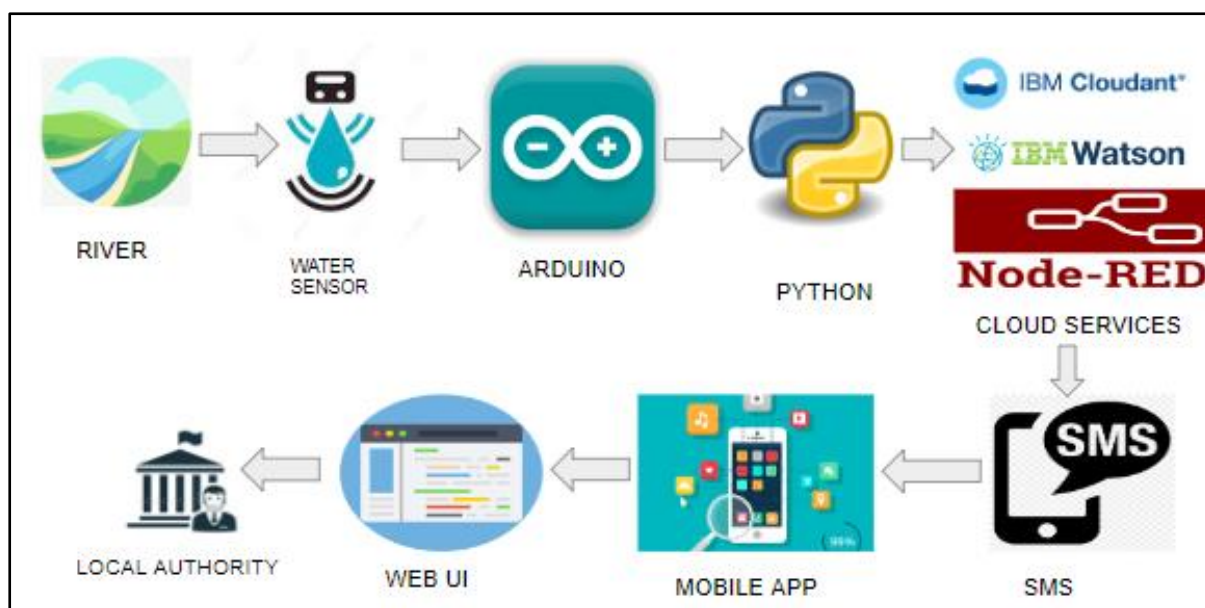 IBM Cloudant®
IBM Watson
RIVER
WATER
SENSOR
ARDUINO
PYTHON
Node-RED
CLOUD SERVICES
SMS
LOCAL AUTHORITY
WEB UI
MOBILE APP
SMS